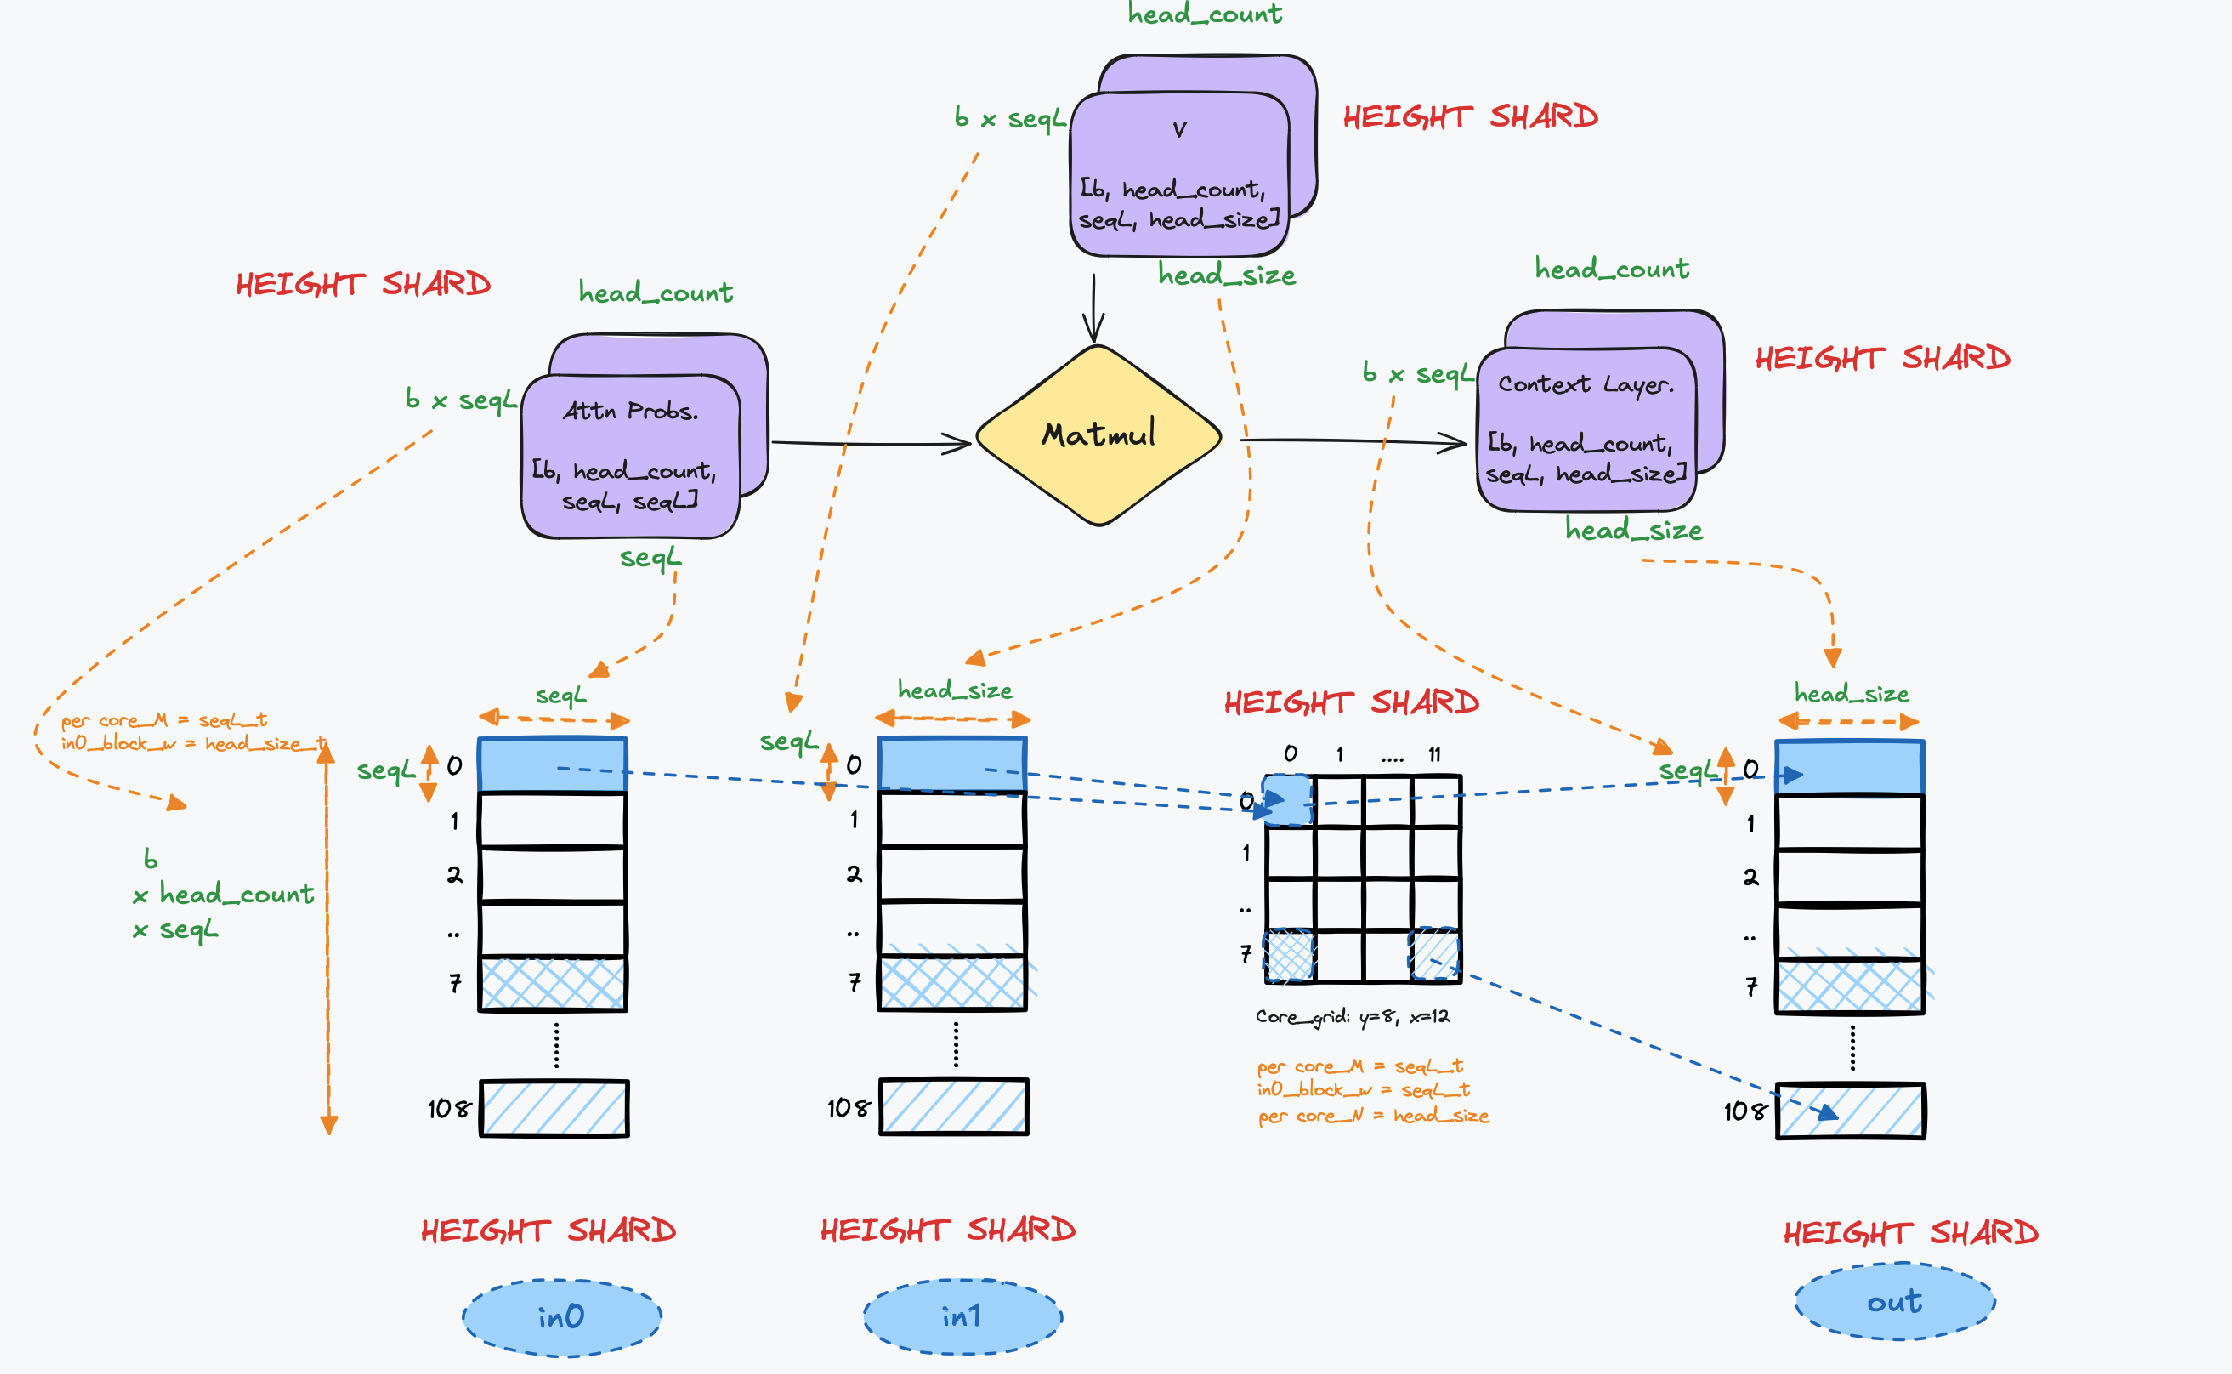 head_count
b x seqL
V
[b, head_count,
seqL, head_size]
HEIGHT SHARD
head_size
HEIGHT SHARD
head_count
b x seqL
Attn Probs.
[b, head_count,
seqL, seqL]
seqL
Matmul
head_count
b x seqL
Context Layer.
[b, head_count,
seqL, head_size]
HEIGHT SHARD
head_size
per core_M = seqL_t
in0_block_w = head_size_t
b
x head_count
x seqL
seqL
seqL
0
1
2
..
7
108
HEIGHT SHARD
in0
head_size
seqL
0
1
2
..
7
108
HEIGHT SHARD
in1
HEIGHT SHARD
0 1 .... 11
0
1
..
7
Core_grid: y=8, x=12
per core_M = seqL_t
in0_block_w = seqL_t
per core_N = head_size
head_size
seqL
0
1
2
..
7
108
HEIGHT SHARD
out